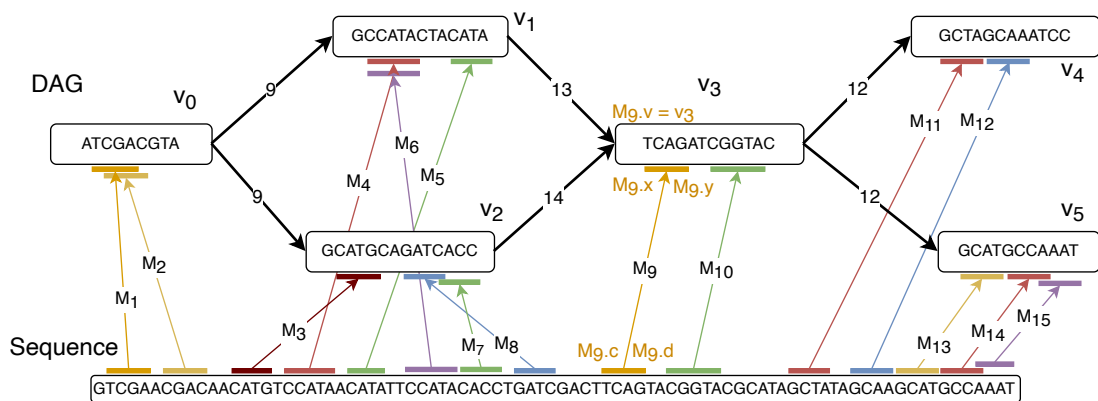 GCCATACTACATA
v1
GCTAGCAAATCC
v4
DAG
v0
9
13
v3
12
M9.v = v3
ATCGACGTA
TCAGATCGGTAC
M6
M11
M12
M4
M5
M9.x
M9.y
9
v2
14
12
v5
GCATGCAGATCACC
GCATGCCAAAT
M2
M9
M10
M1
M3
M7
M8
M13
M14
M15
Sequence
M9.c
M9.d
GTCGAACGACAACATGTCCATAACATATTCCATACACCTGATCGACTTCAGTACGGTACGCATAGCTATAGCAAGCATGCCAAAT